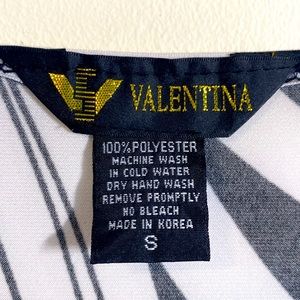 VALENTINA
100% POLYESTER
MACHINE WASH
IN COLD WATER
DRY HAND WASH
REMOVE PROMPTLY
NO BLEACH
MADE IN KOREA
S